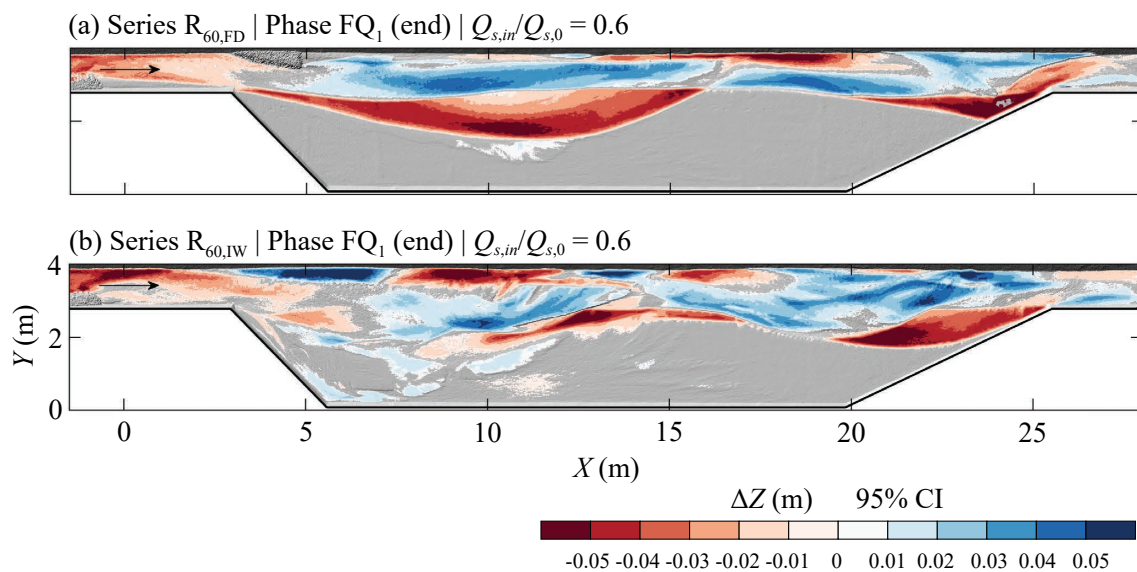 (a) Series R60,FD | Phase FQ1 (end) | Qs,in/Qs,0 = 0.6
(b) Series R60,IW | Phase FQ1 (end) | Qs,in/Qs,0 = 0.6
4
2
0
Y (m)
0 5 10 15 20 25
X (m)
ΔZ (m) 95% CI
-0.05 -0.04 -0.03 -0.02 -0.01 0 0.01 0.02 0.03 0.04 0.05